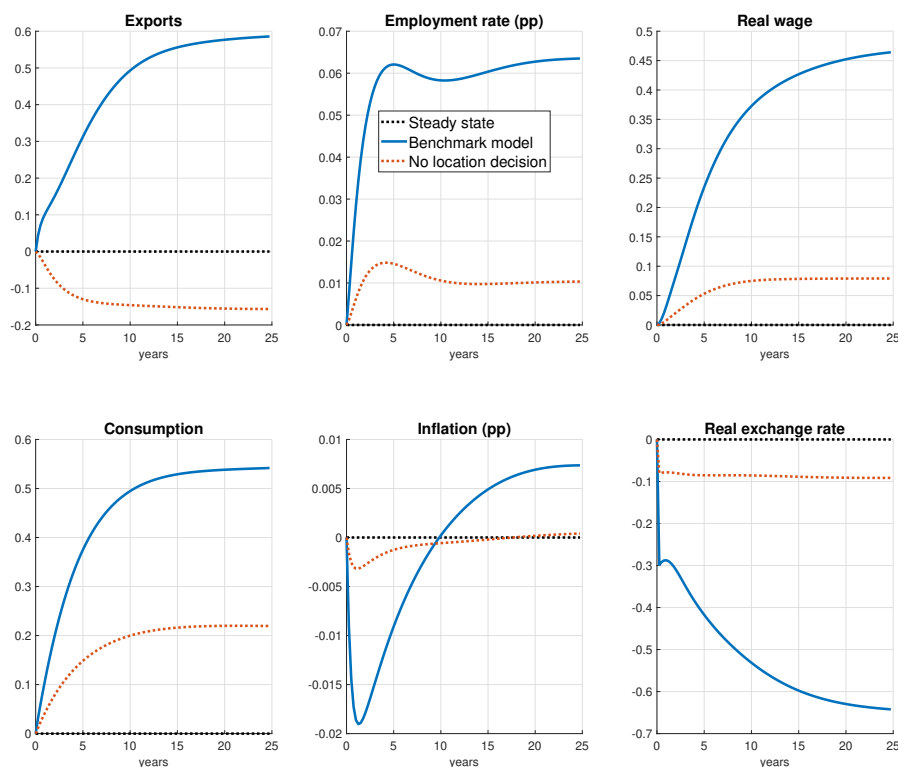 Exports
0.6
0.5
0.4
0.3
0.2
0.1
0
-0.1
-0.2
0 5 10 15 20 25
years
Employment rate (pp)
0.07
0.06
0.05
0.04
0.03
0.02
0.01
0
Steady state
Benchmark model
No location decision
0 5 10 15 20 25
years
Real wage
0.5
0.45
0.4
0.35
0.3
0.25
0.2
0.15
0.1
0.05
0
0 5 10 15 20 25
years
Consumption
0.6
0.5
0.4
0.3
0.2
0.1
0
0 5 10 15 20 25
years
Inflation (pp)
0.01
0.005
0
-0.005
-0.01
-0.015
-0.02
0 5 10 15 20 25
years
Real exchange rate
0
-0.1
-0.2
-0.3
-0.4
-0.5
-0.6
-0.7
0 5 10 15 20 25
years